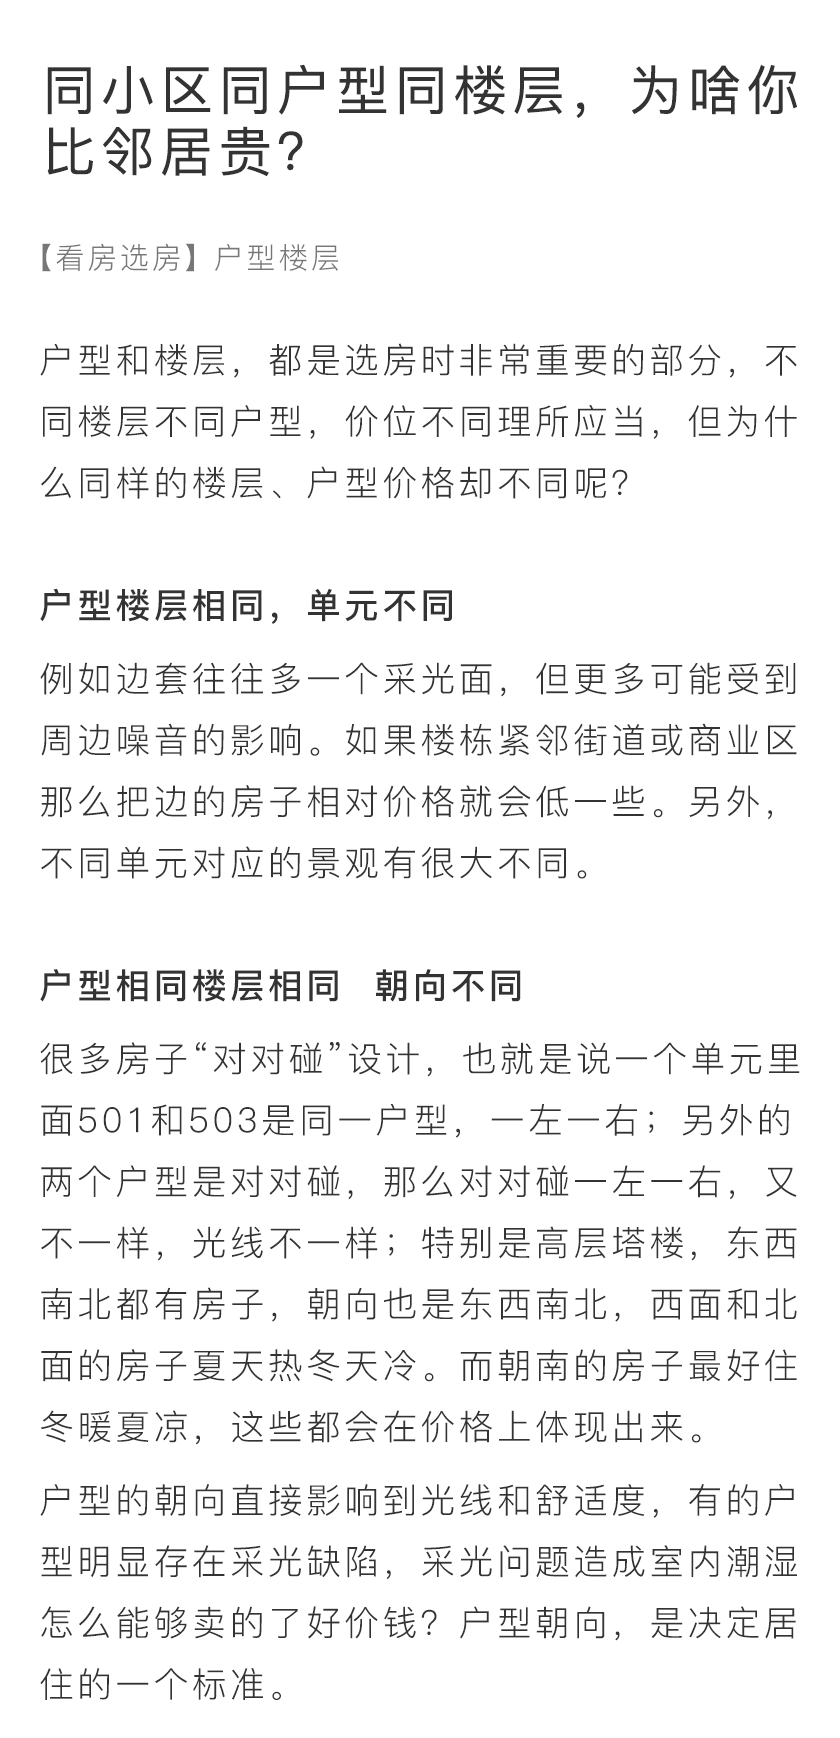 同小区同户型同楼层，为啥你
比邻居贵？
【看房选房】户型楼层
户型和楼层，都是选房时非常重要的部分，不
同楼层不同户型，价位不同理所应当，但为什
么同样的楼层、户型价格却不同呢？
户型楼层相同，单元不同
例如边套往往多一个采光面，但更多可能受到
周边噪音的影响。如果楼栋紧邻街道或商业区
那么把边的房子相对价格就会低一些。另外，
不同单元对应的景观有很大不同。
户型相同楼层相同 朝向不同
很多房子“对对碰”设计，也就是说一个单元里
面501和503是同一户型，一左一右；另外的
两个户型是对对碰，那么对对碰一左一右，又
不一样，光线不一样；特别是高层塔楼，东西
南北都有房子，朝向也是东西南北，西面和北
面的房子夏天热冬天冷。而朝南的房子最好住
冬暖夏凉，这些都会在价格上体现出来。
户型的朝向直接影响到光线和舒适度，有的户
型明显存在采光缺陷，采光问题造成室内潮湿
怎么能够卖的了好价钱？户型朝向，是决定居
住的一个标准。